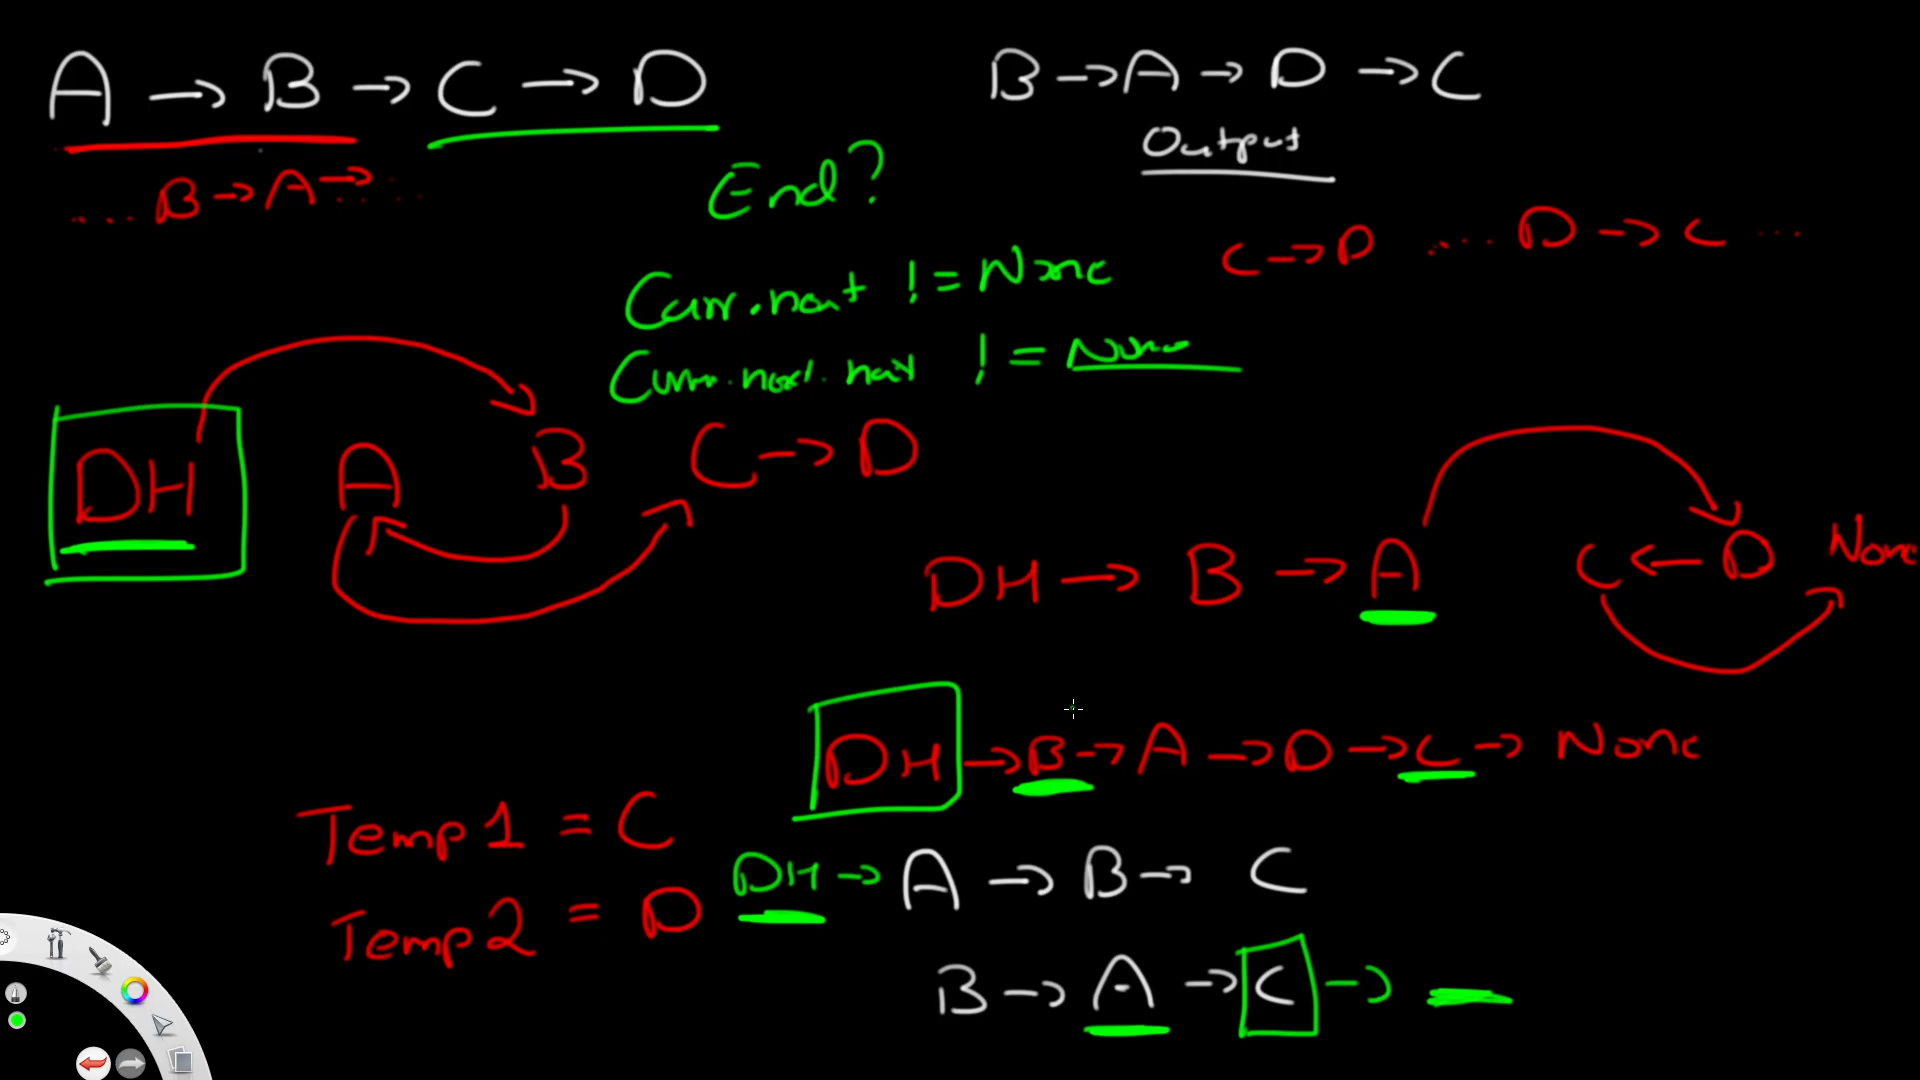 A → B → C → D
B → A → D → C
Output
.... B → A → ....
End?
C → D .... D → C ...
Curr.next != None
Curr.next.next != None
DH A B C → D
DH → B → A C ← D None
DH → B → A → D → C → None
Temp1 = C
Temp2 = D
DH → A → B → C
B → A → C →